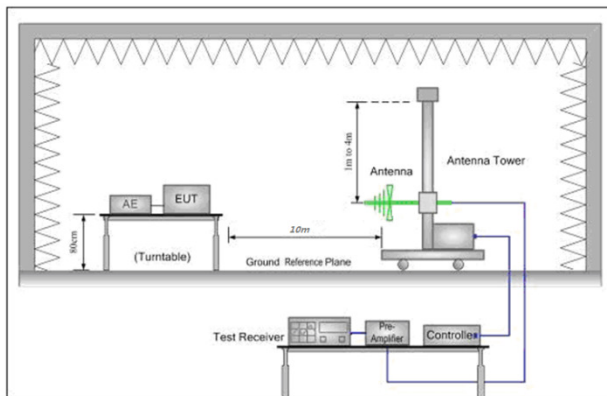 1m to 4m
Antenna
Antenna Tower
AE
EUT
80cm
10m
(Turntable)
Ground Reference Plane
Test Receiver
Pre-
Amplifier
Controller